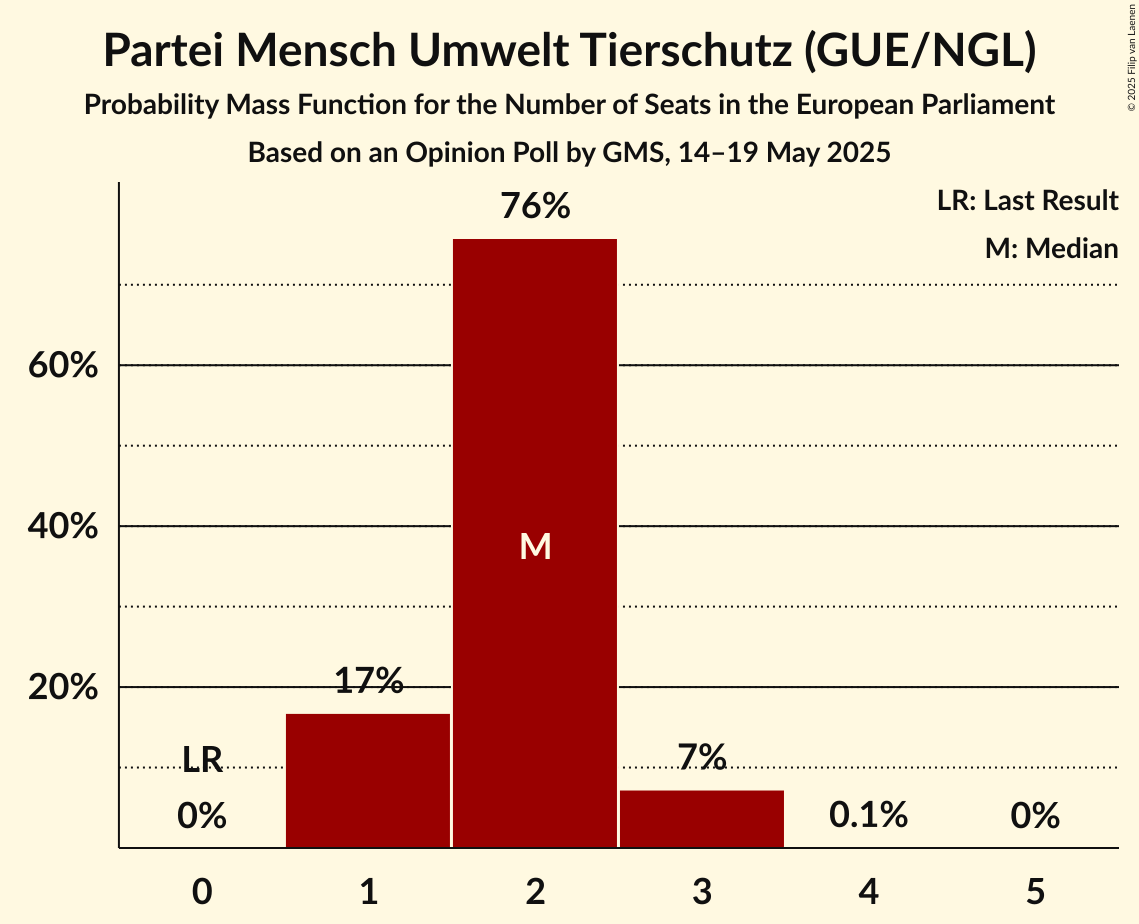 Partei Mensch Umwelt Tierschutz (GUE/NGL)
Probability Mass Function for the Number of Seats in the European Parliament
Based on an Opinion Poll by GMS, 14–19 May 2025
© 2025 Filip van Laenen
LR: Last Result
M: Median
76%
60%
40%
M
20%
17%
LR
7%
0%
0.1%
0%
0 1 2 3 4 5